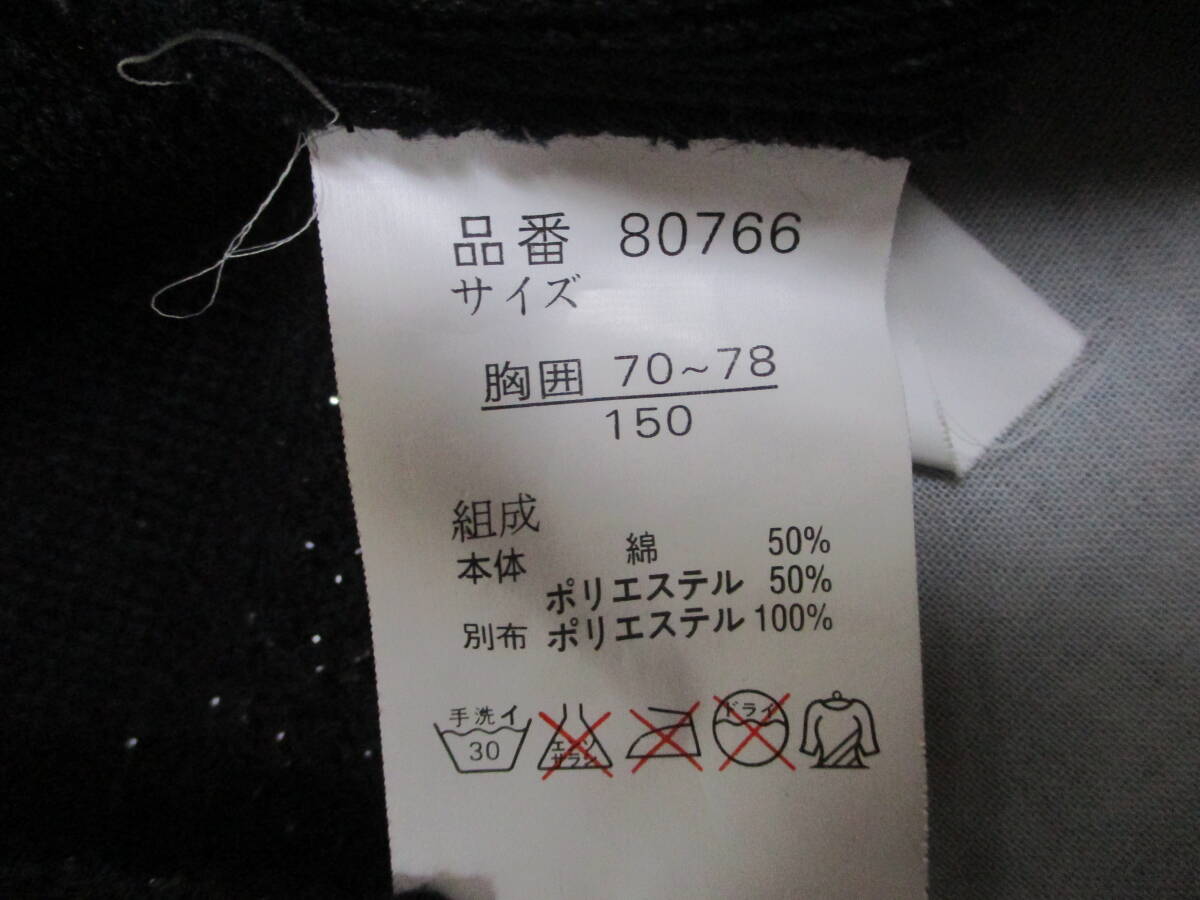 品番 80766
サイズ
胸囲 70~78
150
組成
本体 綿 50%
ポリエステル 50%
別布 ポリエステル 100%
手洗イ エンソ ドライ
30 サラシ